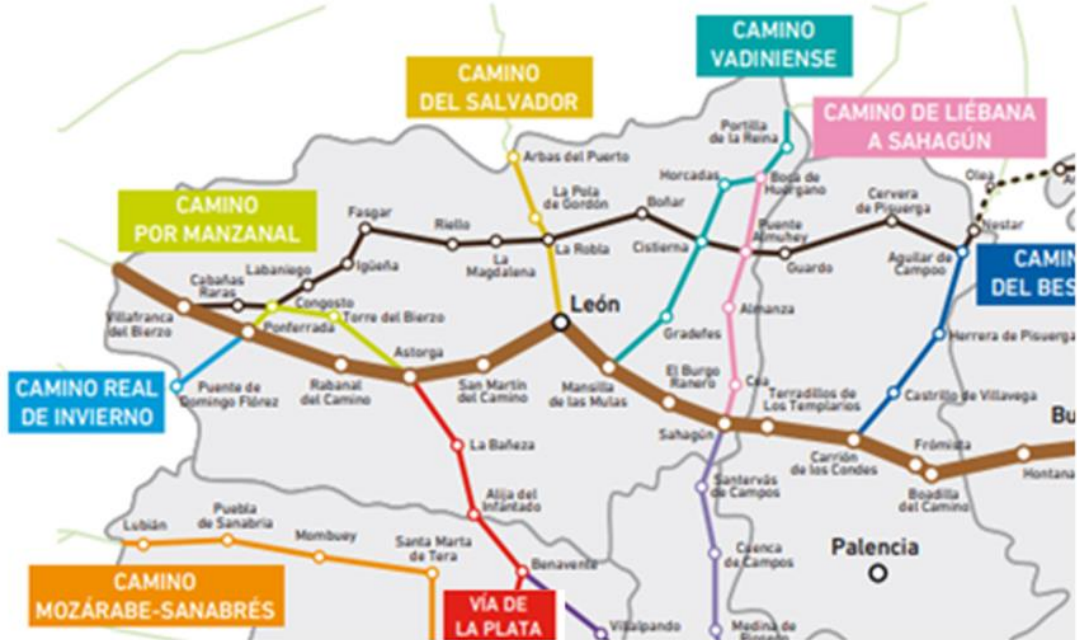 CAMINO
VADINIENSE
CAMINO
DEL SALVADOR
CAMINO DE LIÉBANA
A SAHAGÚN
Portilla
de la Reina
Arbas del Puerto
Horcadas
Boca de
Huérgano
Olea
CAMINO
POR MANZANAL
La Pola
de Gordón
Boñar
Cervera
de Pisuerga
Fasgar
Riello
Puente
Almuhey
Nestar
La Robla
Cisterna
La
Magdalena
Guardo
Aguilar de
Campoo
Igüeña
Labaniego
Cabañas
Raras
CAMIN
DEL BES
Congosto
León
Villafranca
del Bierzo
Ponferrada
Torre del Bierzo
Almanza
Gradefes
Herrera de Pisuerga
Astorga
CAMINO REAL
DE INVIERNO
Puente de
Domingo Flórez
Rabanal
del Camino
San Martín
del Camino
Mansilla
de las Mulas
El Burgo
Ranero
Cea
Terradillos de
Los Templarios
Castrillo de Villavega
Bu
Sahagún
La Bañeza
Carrión
de los Condes
Frómista
Boadilla
del Camino
Hontana
Santervás
de Campos
Alija del
Infantado
Lubián
Puebla
de Sanabria
Mombuey
Santa Marta
de Tera
Cuenca
de Campos
Palencia
Benavente
CAMINO
MOZÁRABE-SANABRÉS
VÍA DE
LA PLATA
Villalpando
Medina de
Rioseco